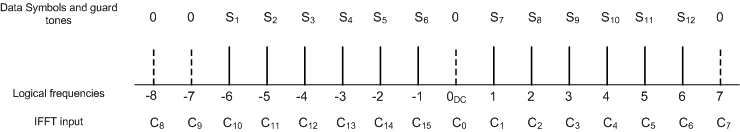 Data Symbols and guard tones 0 0 S1 S2 S3 S4 S5 S6 0 S7 S8 S9 S10 S11 S12 0
Logical frequencies -8 -7 -6 -5 -4 -3 -2 -1 0DC 1 2 3 4 5 6 7
IFFT input C8 C9 C10 C11 C12 C13 C14 C15 C0 C1 C2 C3 C4 C5 C6 C7